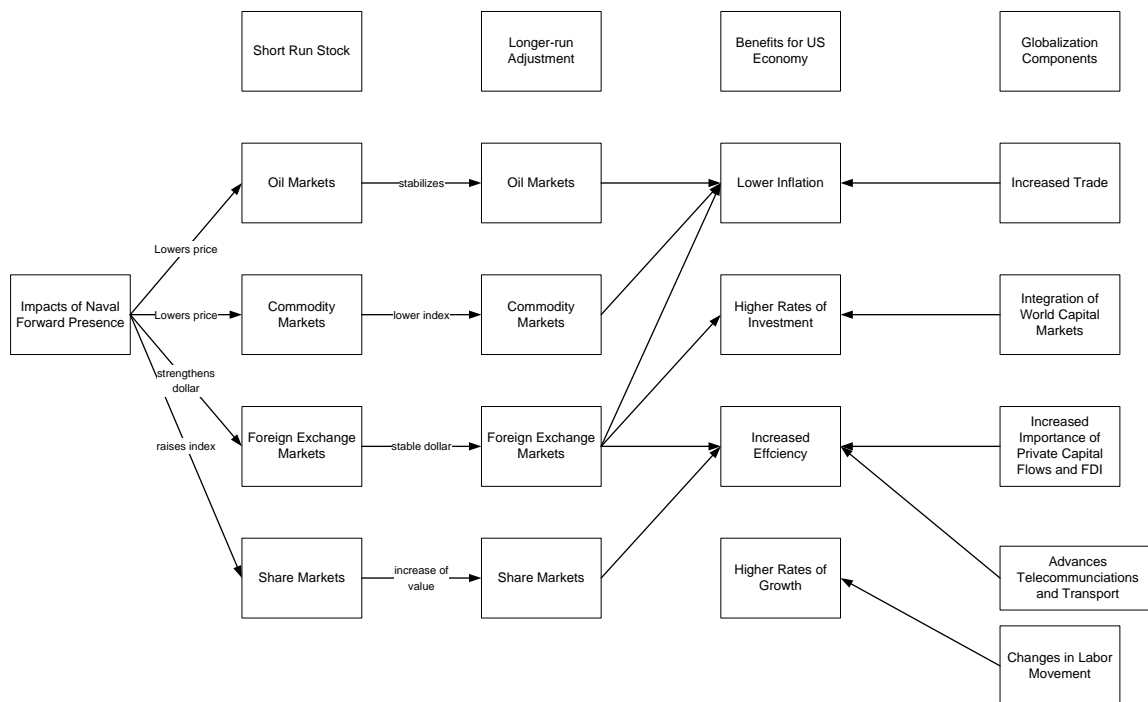 Short Run Stock
Longer-run
Adjustment
Benefits for US
Economy
Globalization
Components
Oil Markets
stabilizes
Oil Markets
Lower Inflation
Increased Trade
Lowers price
Impacts of Naval
Forward Presence
Lowers price
Commodity
Markets
lower index
Commodity
Markets
Higher Rates of
Investment
Integration of
World Capital
Markets
strengthens
dollar
raises index
Foreign Exchange
Markets
stable dollar
Foreign Exchange
Markets
Increased
Effciency
Increased
Importance of
Private Capital
Flows and FDI
Share Markets
increase of
value
Share Markets
Higher Rates of
Growth
Advances
Telecommunciations
and Transport
Changes in Labor
Movement